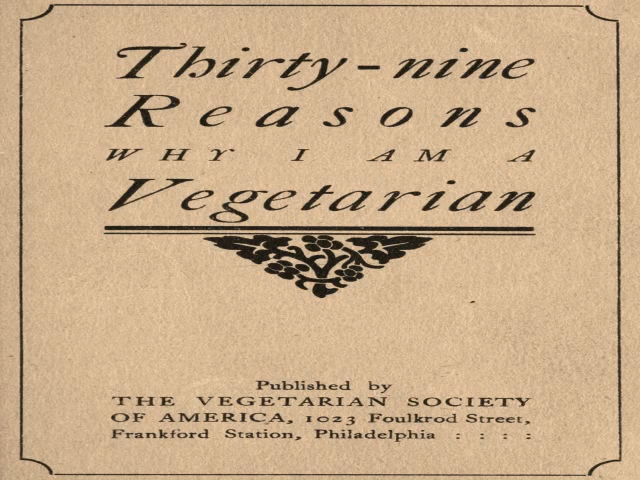 Thirty-nine
Reasons
WHY I AM A
Vegetarian
Published by
THE VEGETARIAN SOCIETY
OF AMERICA, 1023 Foulkrod Street,
Frankford Station, Philadelphia : : : :